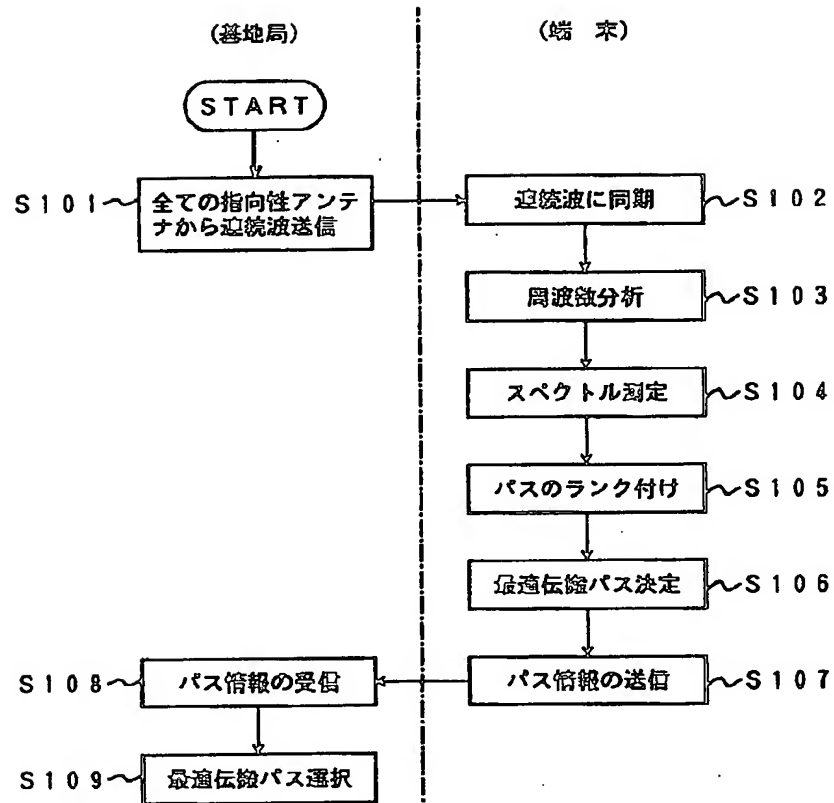 (基地局)
(端 末)
START
S101
全ての指向性アンテ
ナから連続波送信
連続波に同期
S102
周波数分析
S103
スペクトル測定
S104
パスのランク付け
S105
最適伝搬パス決定
S106
パス情報の送信
S107
S108
パス情報の受信
S109
最適伝搬パス選択